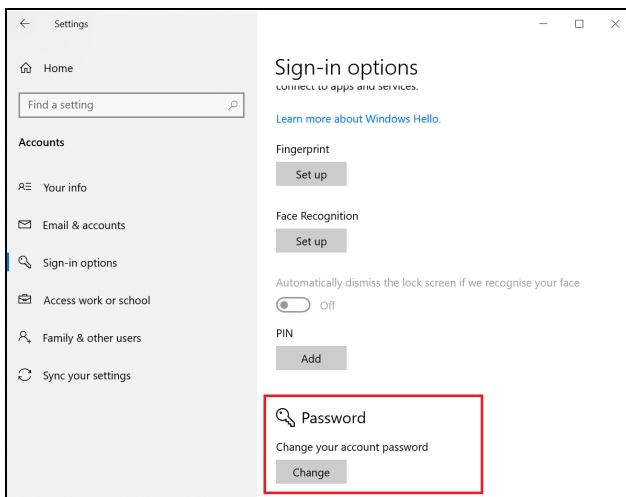 Settings
Home
Find a setting
Accounts
Your info
Email & accounts
Sign-in options
Access work or school
Family & other users
Sync your settings
Sign-in options
connect to apps and services.
Learn more about Windows Hello.
Fingerprint
Set up
Face Recognition
Set up
Automatically dismiss the lock screen if we recognise your face
Off
PIN
Add
Password
Change your account password
Change